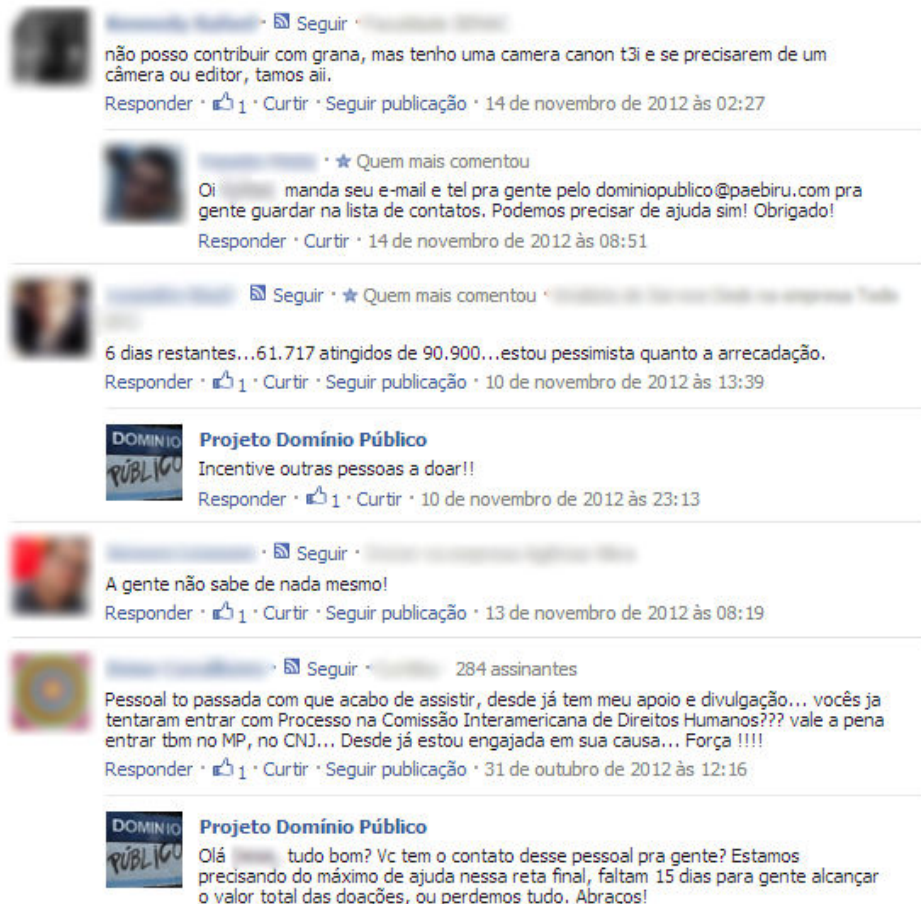 · Seguir ·
não posso contribuir com grana, mas tenho uma camera canon t3i e se precisarem de um
câmera ou editor, tamos aii.
Responder · 1 · Curtir · Seguir publicação · 14 de novembro de 2012 às 02:27
· Quem mais comentou
Oi manda seu e-mail e tel pra gente pelo dominiopublico@paebiru.com pra
gente guardar na lista de contatos. Podemos precisar de ajuda sim! Obrigado!
Responder · Curtir · 14 de novembro de 2012 às 08:51
Seguir · Quem mais comentou ·
6 dias restantes...61.717 atingidos de 90.900...estou pessimista quanto a arrecadação.
Responder · 1 · Curtir · Seguir publicação · 10 de novembro de 2012 às 13:39
DOMINIO
PÚBLICO
Projeto Domínio Público
Incentive outras pessoas a doar!!
Responder · 1 · Curtir · 10 de novembro de 2012 às 23:13
· Seguir ·
A gente não sabe de nada mesmo!
Responder · 1 · Curtir · Seguir publicação · 13 de novembro de 2012 às 08:19
· Seguir · 284 assinantes
Pessoal to passada com que acabo de assistir, desde já tem meu apoio e divulgação... vocês ja
tentaram entrar com Processo na Comissão Interamericana de Direitos Humanos??? vale a pena
entrar tbm no MP, no CNJ... Desde já estou engajada em sua causa... Força !!!!
Responder · 1 · Curtir · Seguir publicação · 31 de outubro de 2012 às 12:16
DOMINIO
PÚBLICO
Projeto Domínio Público
Olá , tudo bom? Vc tem o contato desse pessoal pra gente? Estamos
precisando do máximo de ajuda nessa reta final, faltam 15 dias para gente alcançar
o valor total das doações, ou perdemos tudo. Abraços!